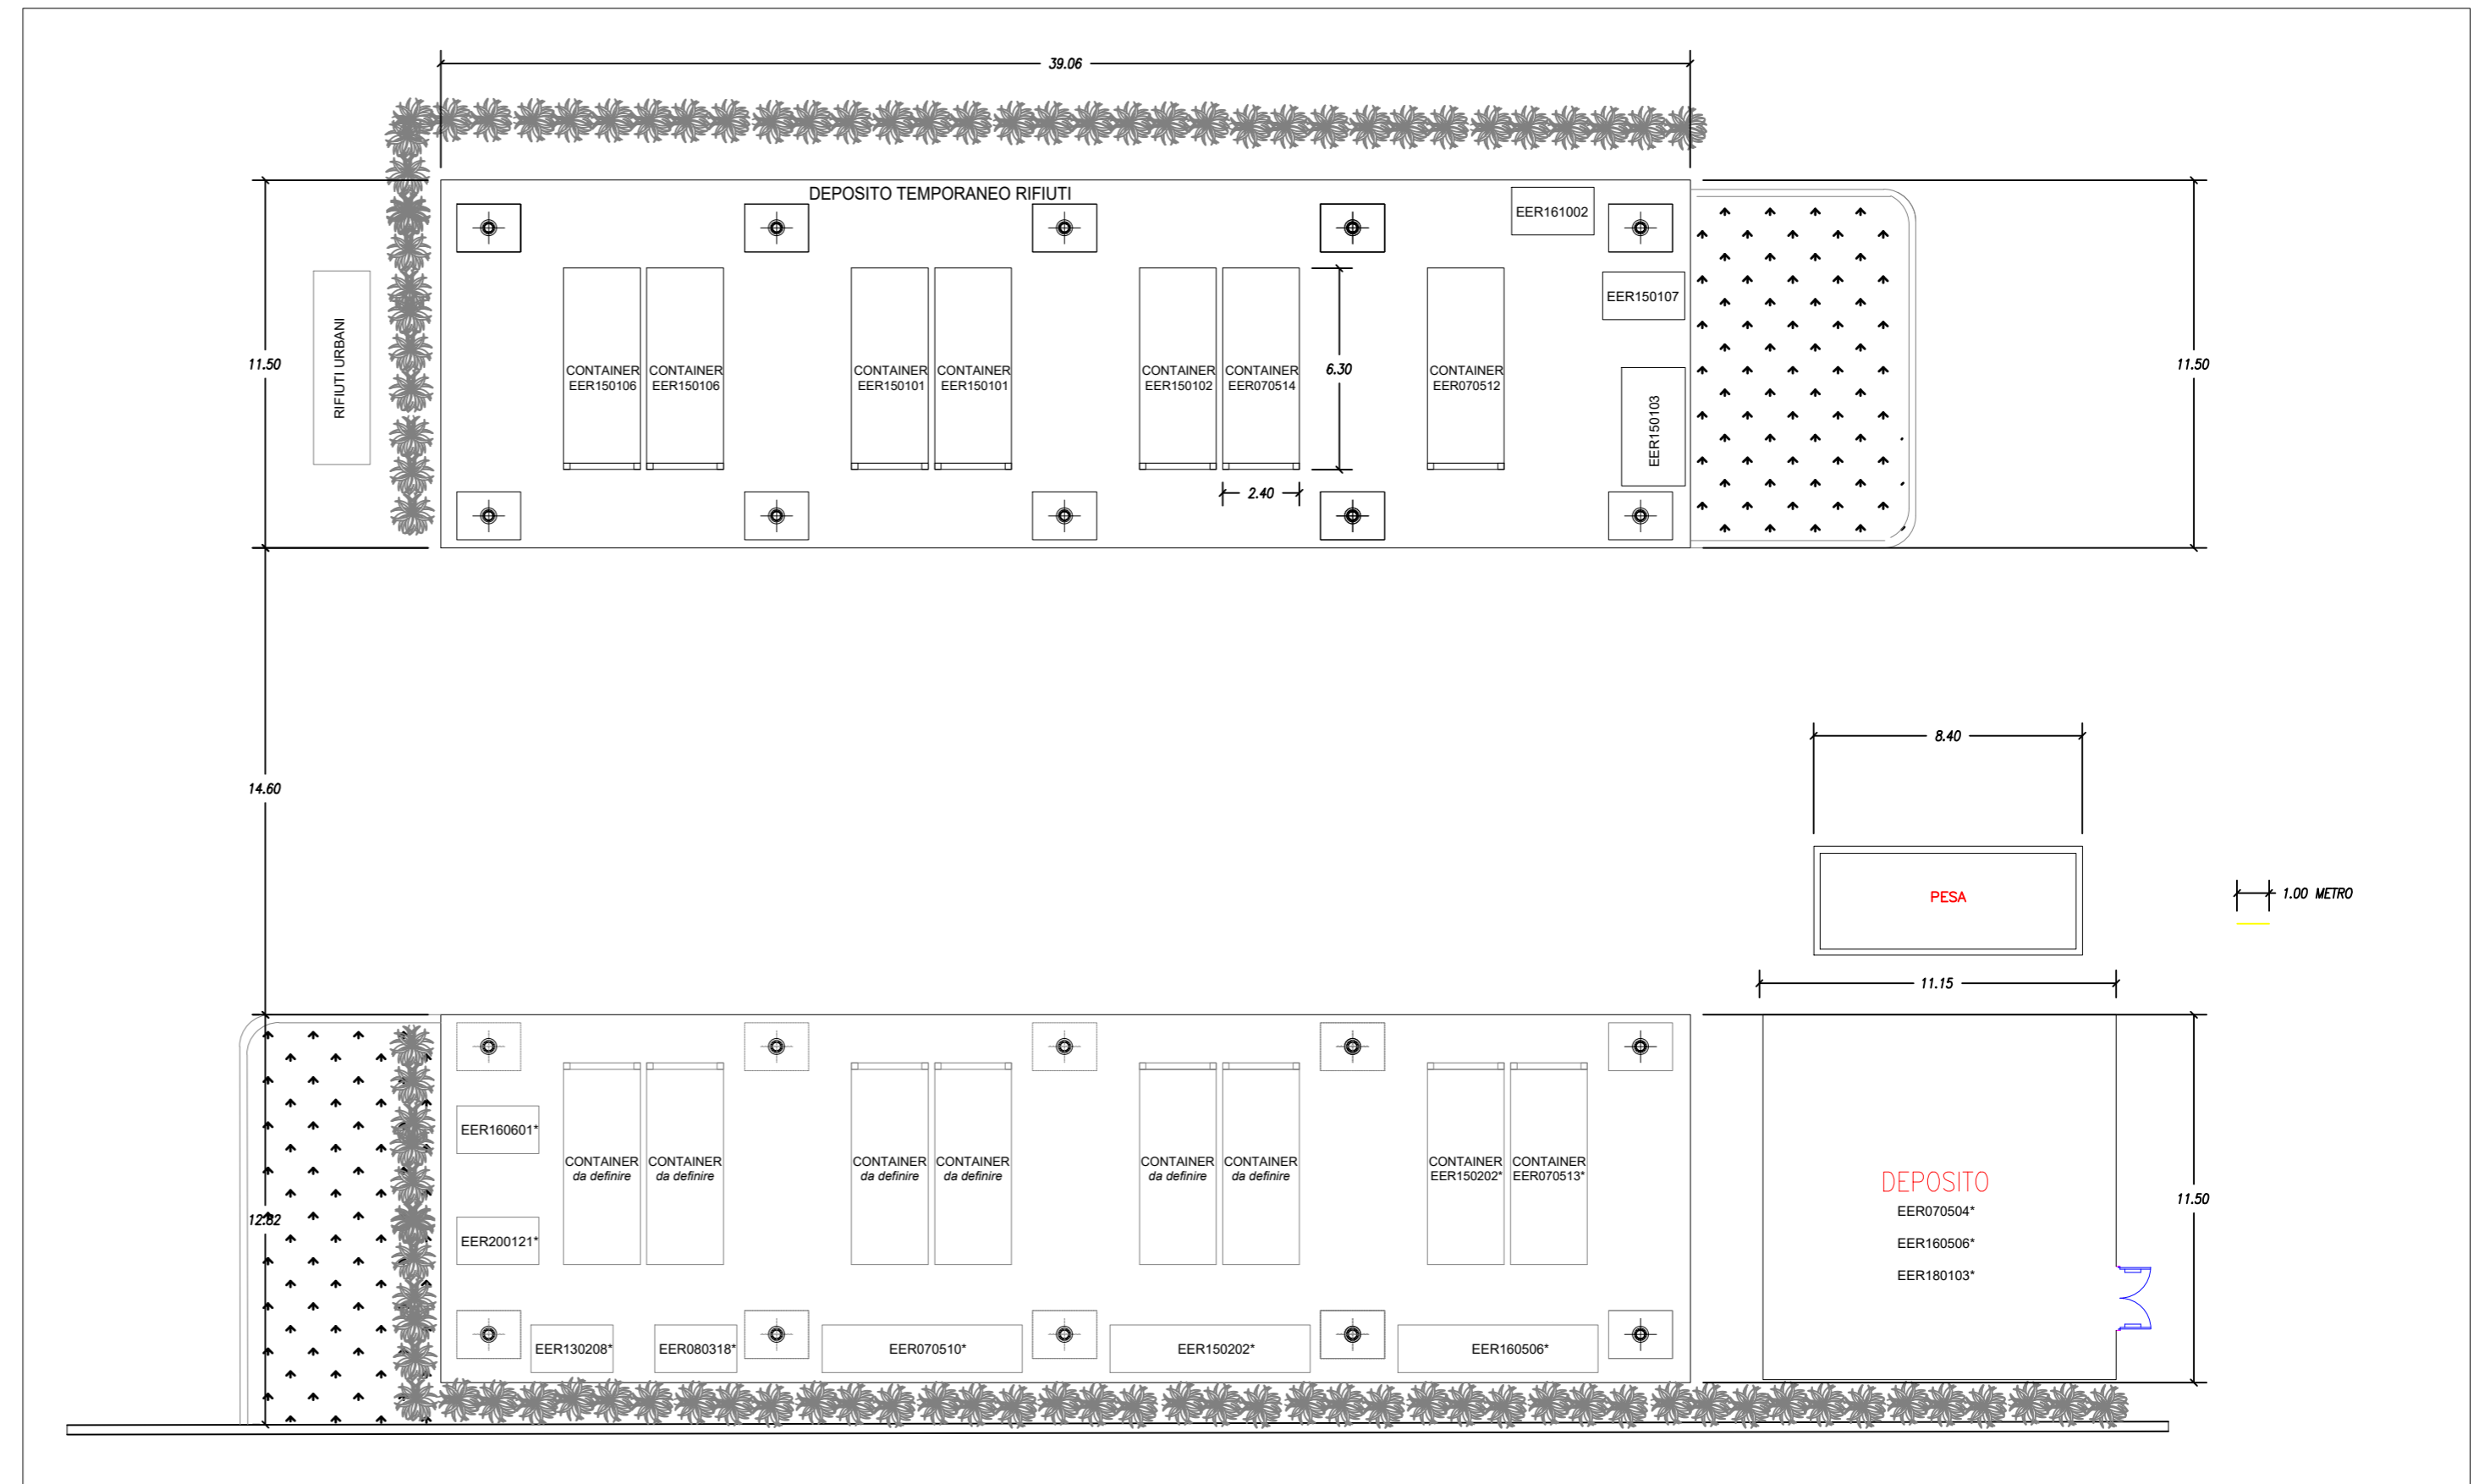 39.06
DEPOSITO TEMPORANEO RIFIUTI
EER161002
EER150107
RIFIUTI URBANI
11.50
CONTAINER
EER150106
CONTAINER
EER150106
CONTAINER
EER150101
CONTAINER
EER150101
CONTAINER
EER150102
CONTAINER
EER070514
6.30
CONTAINER
EER070512
EER150103
11.50
2.40
14.60
8.40
PESA
1.00 METRO
11.15
EER160601*
CONTAINER
da definire
CONTAINER
da definire
CONTAINER
da definire
CONTAINER
da definire
CONTAINER
da definire
CONTAINER
da definire
CONTAINER
EER150202*
CONTAINER
EER070513*
DEPOSITO
EER070504*
EER160506*
EER180103*
11.50
12.82
EER200121*
EER130208*
EER080318*
EER070510*
EER150202*
EER160506*